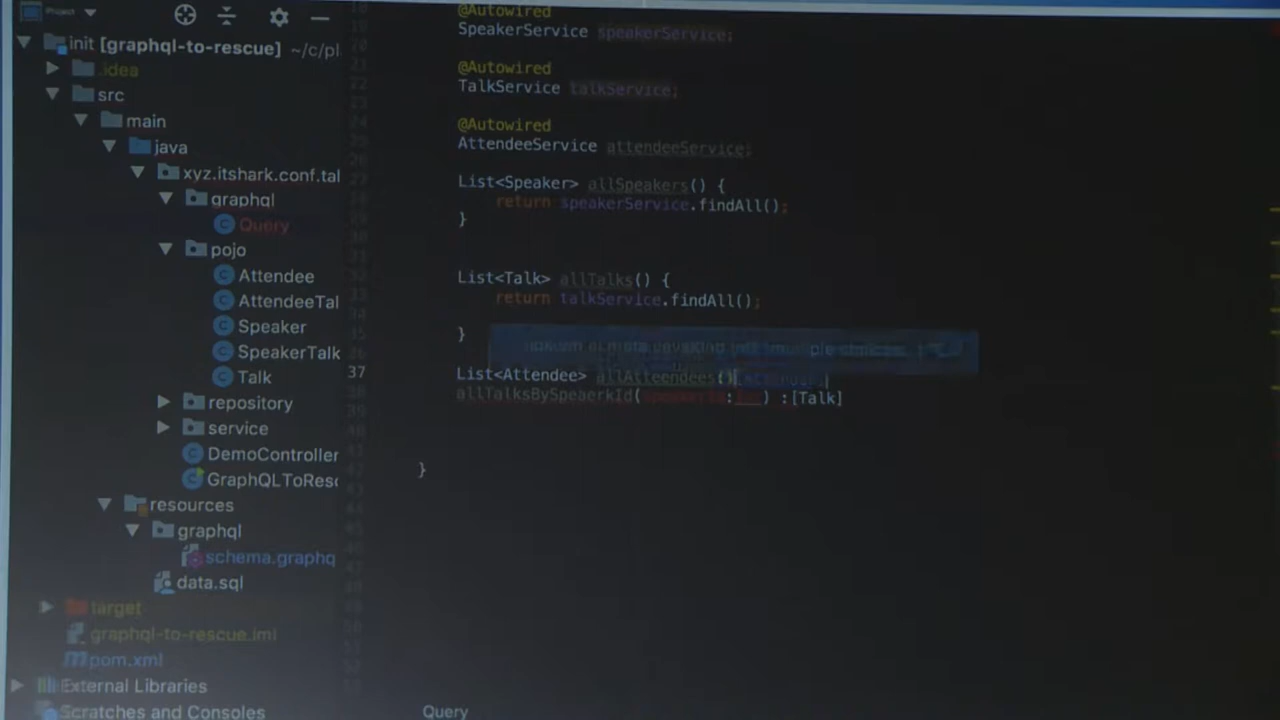 Project
init [graphql-to-rescue] ~/c/pl
.idea
src
main
java
xyz.itshark.conf.tal
graphql
Query
pojo
Attendee
AttendeeTal
Speaker
SpeakerTalk
Talk
repository
service
DemoController
GraphQLToResc
resources
graphql
schema.graphq
data.sql
target
graphql-to-rescue.iml
pom.xml
External Libraries
Scratches and Consoles
@Autowired
SpeakerService speakerService;
@Autowired
TalkService talkService;
@Autowired
AttendeeService attendeeService;
List<Speaker> allSpeakers() {
return speakerService.findAll();
}
List<Talk> allTalks() {
return talkService.findAll();
}
37
List<Attendee> allAtteendees()
allTalksBySpeaerkId( : ) :[Talk]
}
Query